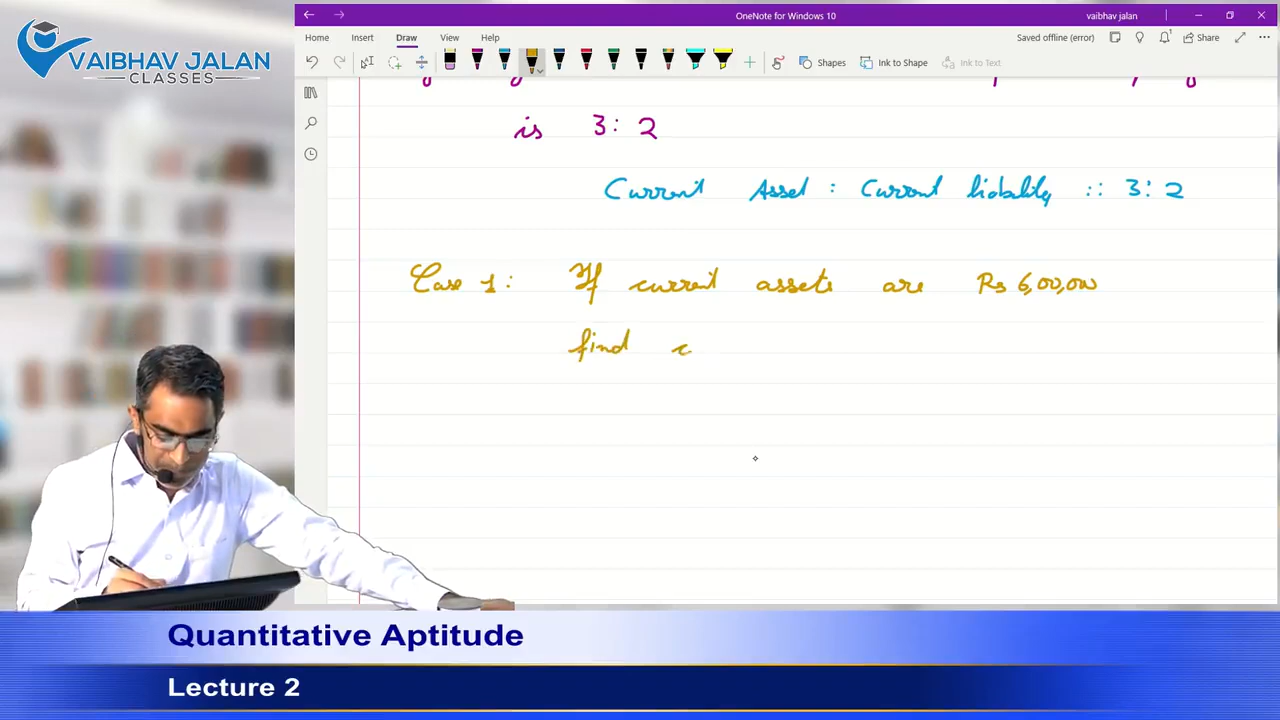 VAIBHAV JALAN
CLASSES
OneNote for Windows 10
vaibhav jalan
Home Insert Draw View Help
Saved offline (error)
1
Share
Shapes
Ink to Shape
Ink to Text
is 3 : 2
Current Asset : Current liability :: 3 : 2
Case 1 : If current assets are Rs 6,00,000
find c
Quantitative Aptitude
Lecture 2